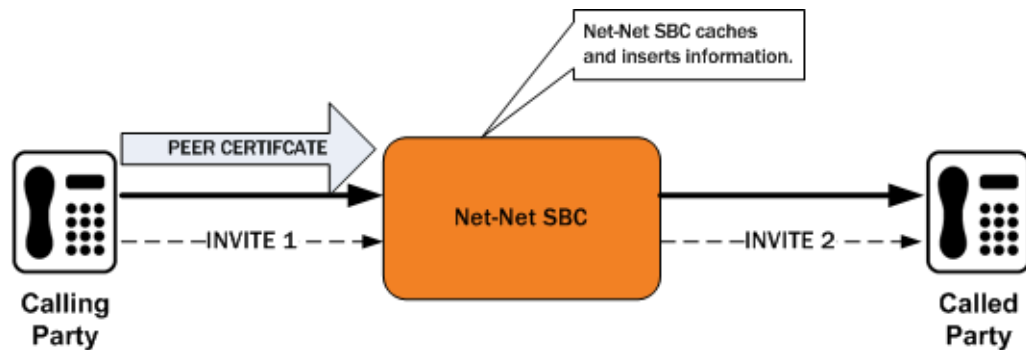 Net-Net SBC caches
and inserts information.
PEER CERTIFCATE
Net-Net SBC
INVITE 1
INVITE 2
Calling
Party
Called
Party